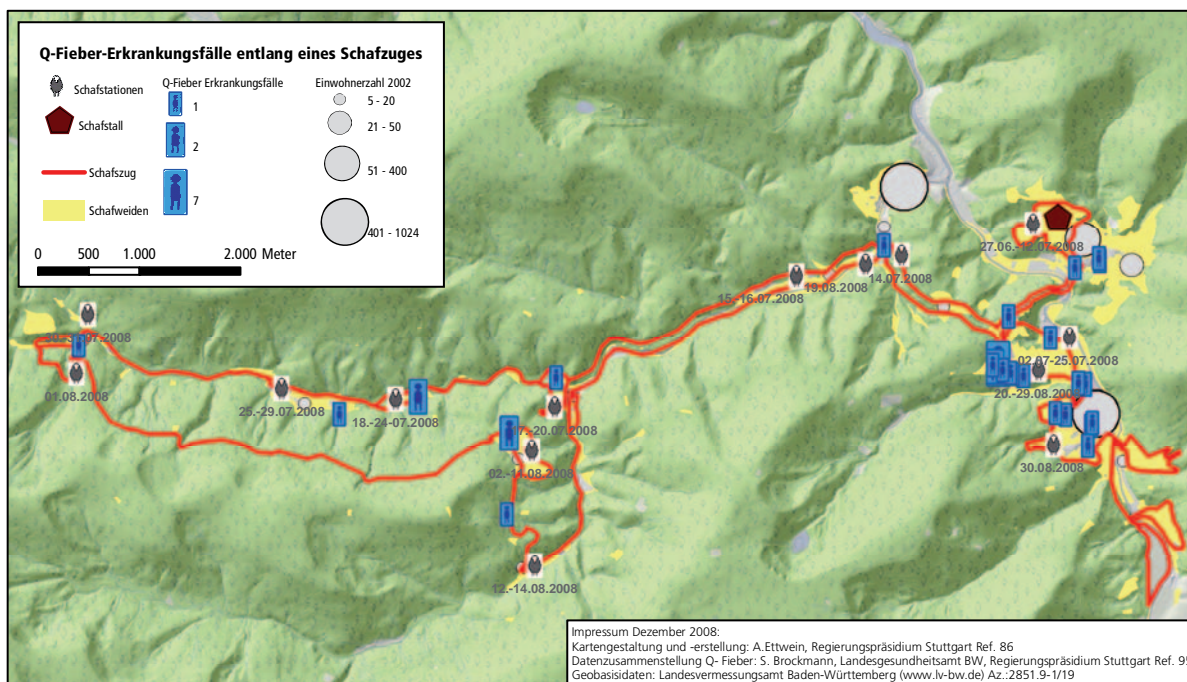 Q-Fieber-Erkrankungsfälle entlang eines Schafzuges
Schafstationen
Schafstall
Schafszug
Schafweiden
Q-Fieber Erkrankungsfälle
1
2
7
Einwohnerzahl 2002
5 - 20
21 - 50
51 - 400
401 - 1024
0 500 1.000 2.000 Meter
27.06.-12.07.2008
14.07.2008
19.08.2008
15.-16.07.2008
02.07-25.07.2008
20.-29.08.2008
30.08.2008
01.08.2008
25.-29.07.2008
18.-24-07.2008
17.-20.07.2008
02.-11.08.2008
12.-14.08.2008
Impressum Dezember 2008:
Kartengestaltung und -erstellung: A.Ettwein, Regierungspräsidium Stuttgart Ref. 86
Datenzusammenstellung Q- Fieber: S. Brockmann, Landesgesundheitsamt BW, Regierungspräsidium Stuttgart Ref. 95
Geobasisdaten: Landesvermessungsamt Baden-Württemberg (www.lv-bw.de) Az.:2851.9-1/19